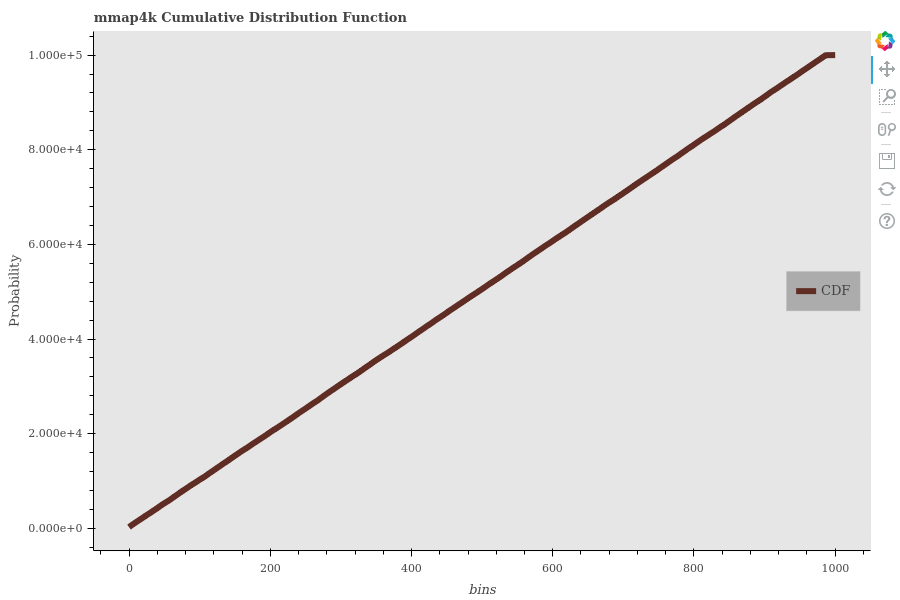 mmap4k Cumulative Distribution Function
1.000e+5
8.000e+4
6.000e+4
4.000e+4
2.000e+4
0.000e+0
Probability
CDF
0 200 400 600 800 1000
bins